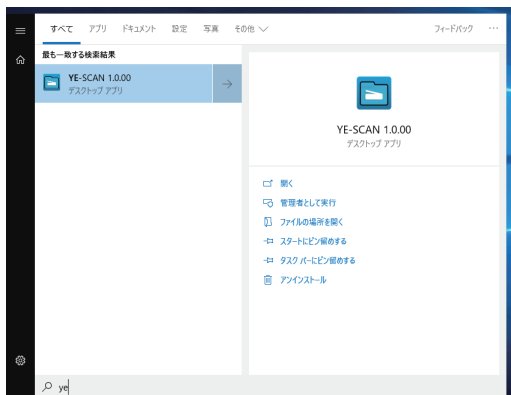 すべて アプリ ドキュメント 設定 写真 その他 フィードバック ...
最も一致する検索結果
YE-SCAN 1.0.00
デスクトップ アプリ
YE-SCAN 1.0.00
デスクトップ アプリ
開く
管理者として実行
ファイルの場所を開く
スタートにピン留めする
タスク バーにピン留めする
アンインストール
ye